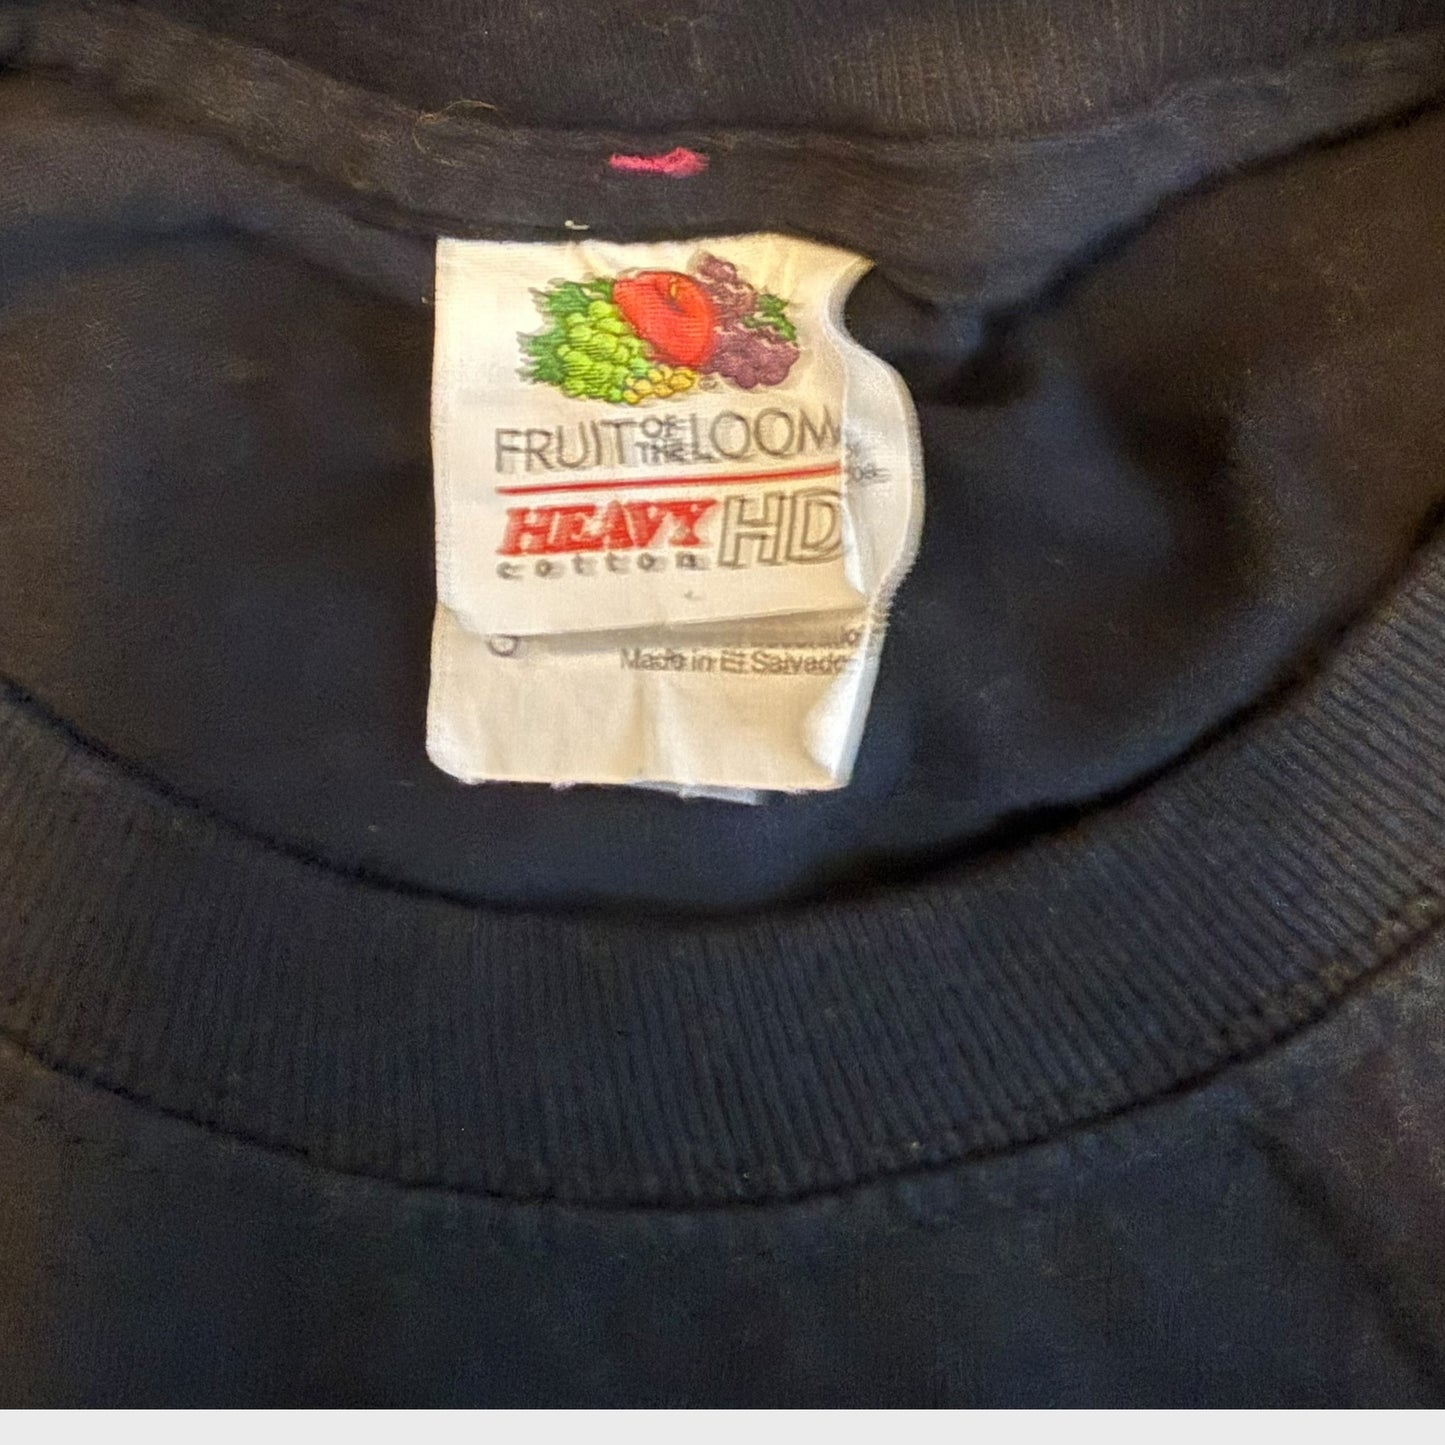 FRUIT OF THE LOOM
HEAVY HD
cotton
Made in El Salvador